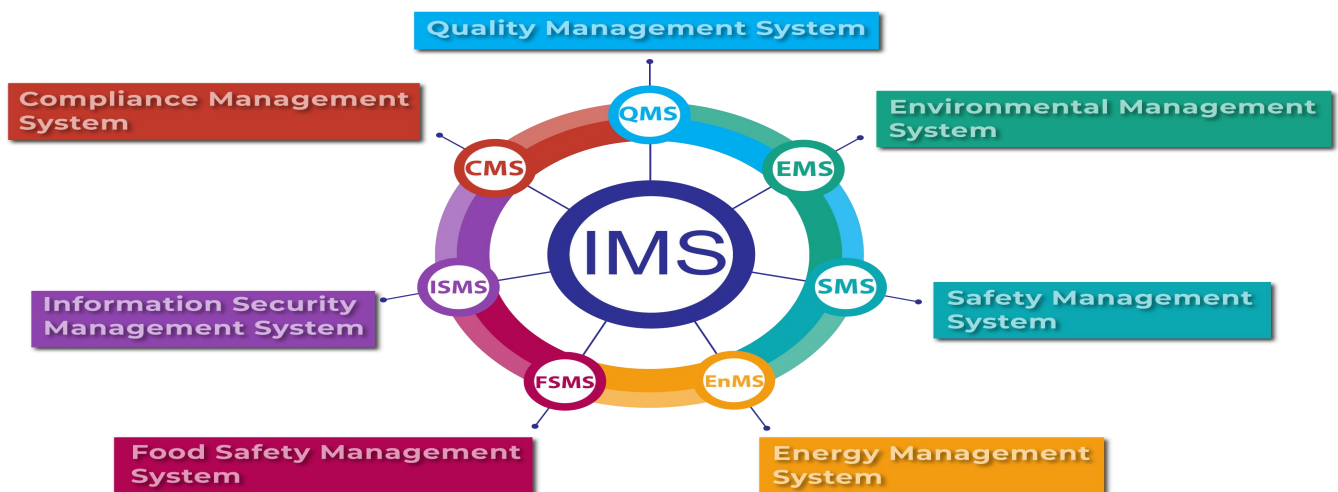 Quality Management System
Compliance Management
System
Environmental Management
System
QMS
CMS
EMS
IMS
ISMS
SMS
Information Security
Management System
Safety Management
System
FSMS
EnMS
Food Safety Management
System
Energy Management
System